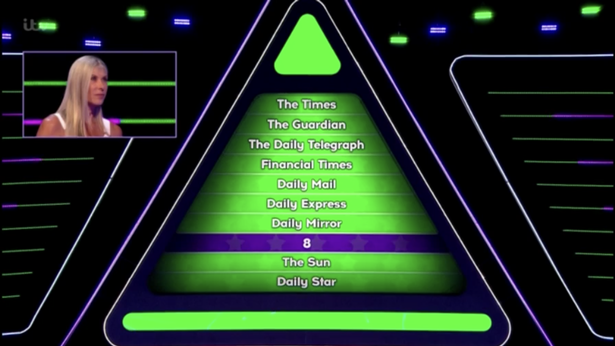 itv
The Times
The Guardian
The Daily Telegraph
Financial Times
Daily Mail
Daily Express
Daily Mirror
8
The Sun
Daily Star